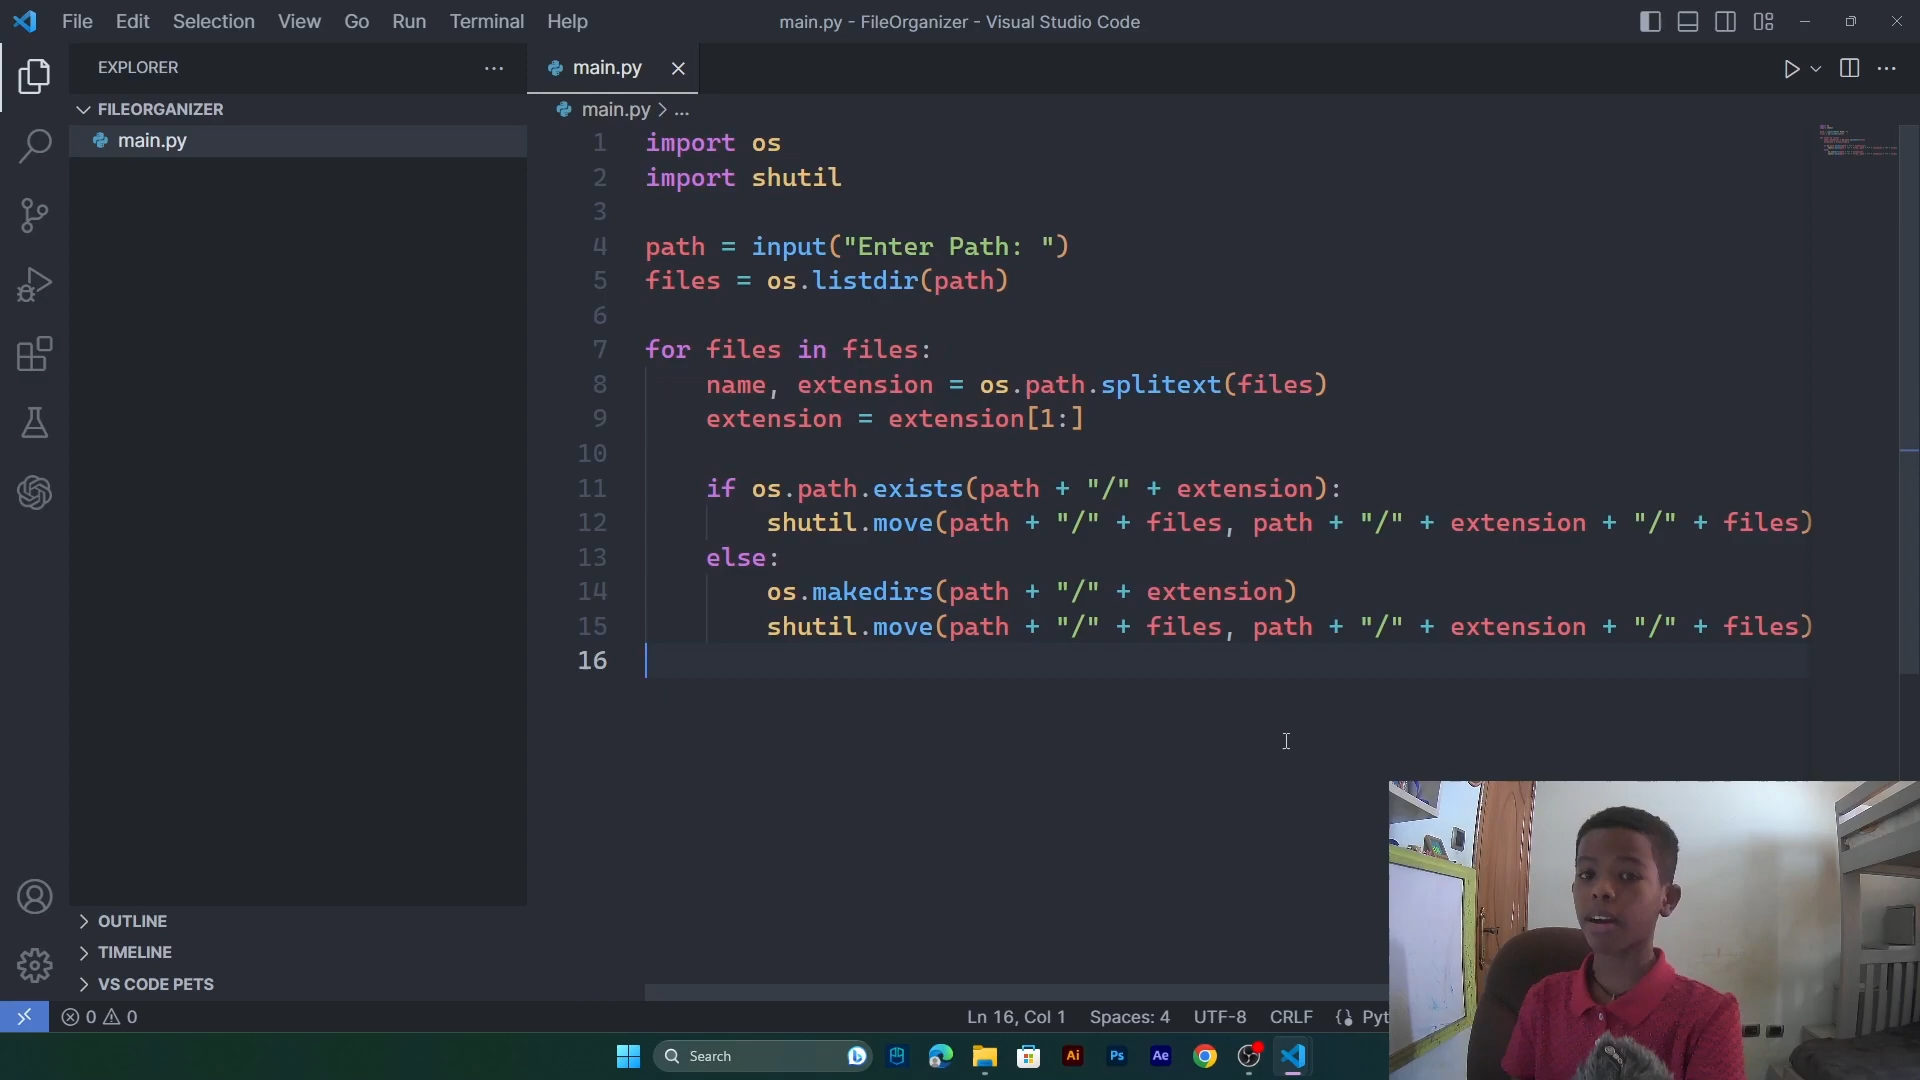 File Edit Selection View Go Run Terminal Help
main.py - FileOrganizer - Visual Studio Code
EXPLORER
FILEORGANIZER
main.py
OUTLINE
TIMELINE
VS CODE PETS
main.py
main.py > ...
1 import os
2 import shutil
3
4 path = input("Enter Path: ")
5 files = os.listdir(path)
6
7 for files in files:
8 name, extension = os.path.splitext(files)
9 extension = extension[1:]
10
11 if os.path.exists(path + "/" + extension):
12 shutil.move(path + "/" + files, path + "/" + extension + "/" + files)
13 else:
14 os.makedirs(path + "/" + extension)
15 shutil.move(path + "/" + files, path + "/" + extension + "/" + files)
16
0 0
Ln 16, Col 1 Spaces: 4 UTF-8 CRLF { Pyt
Search
Ai Ps Ae